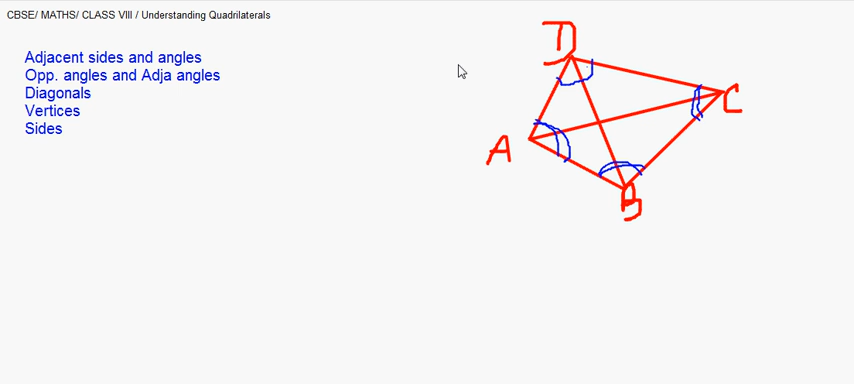 CBSE/ MATHS/ CLASS VIII / Understanding Quadrilaterals
Adjacent sides and angles
Opp. angles and Adja angles
Diagonals
Vertices
Sides
D
C
A
B